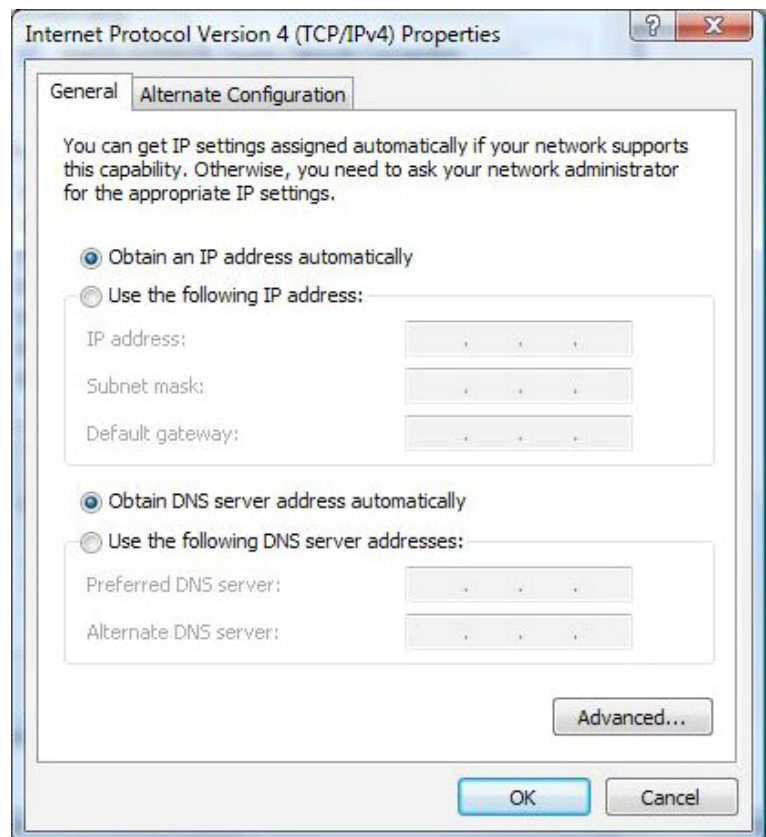 Internet Protocol Version 4 (TCP/IPv4) Properties
? X
General
Alternate Configuration
You can get IP settings assigned automatically if your network supports
this capability. Otherwise, you need to ask your network administrator
for the appropriate IP settings.
Obtain an IP address automatically
Use the following IP address:
IP address:
. . .
Subnet mask:
. . .
Default gateway:
. . .
Obtain DNS server address automatically
Use the following DNS server addresses:
Preferred DNS server:
. . .
Alternate DNS server:
. . .
Advanced...
OK
Cancel